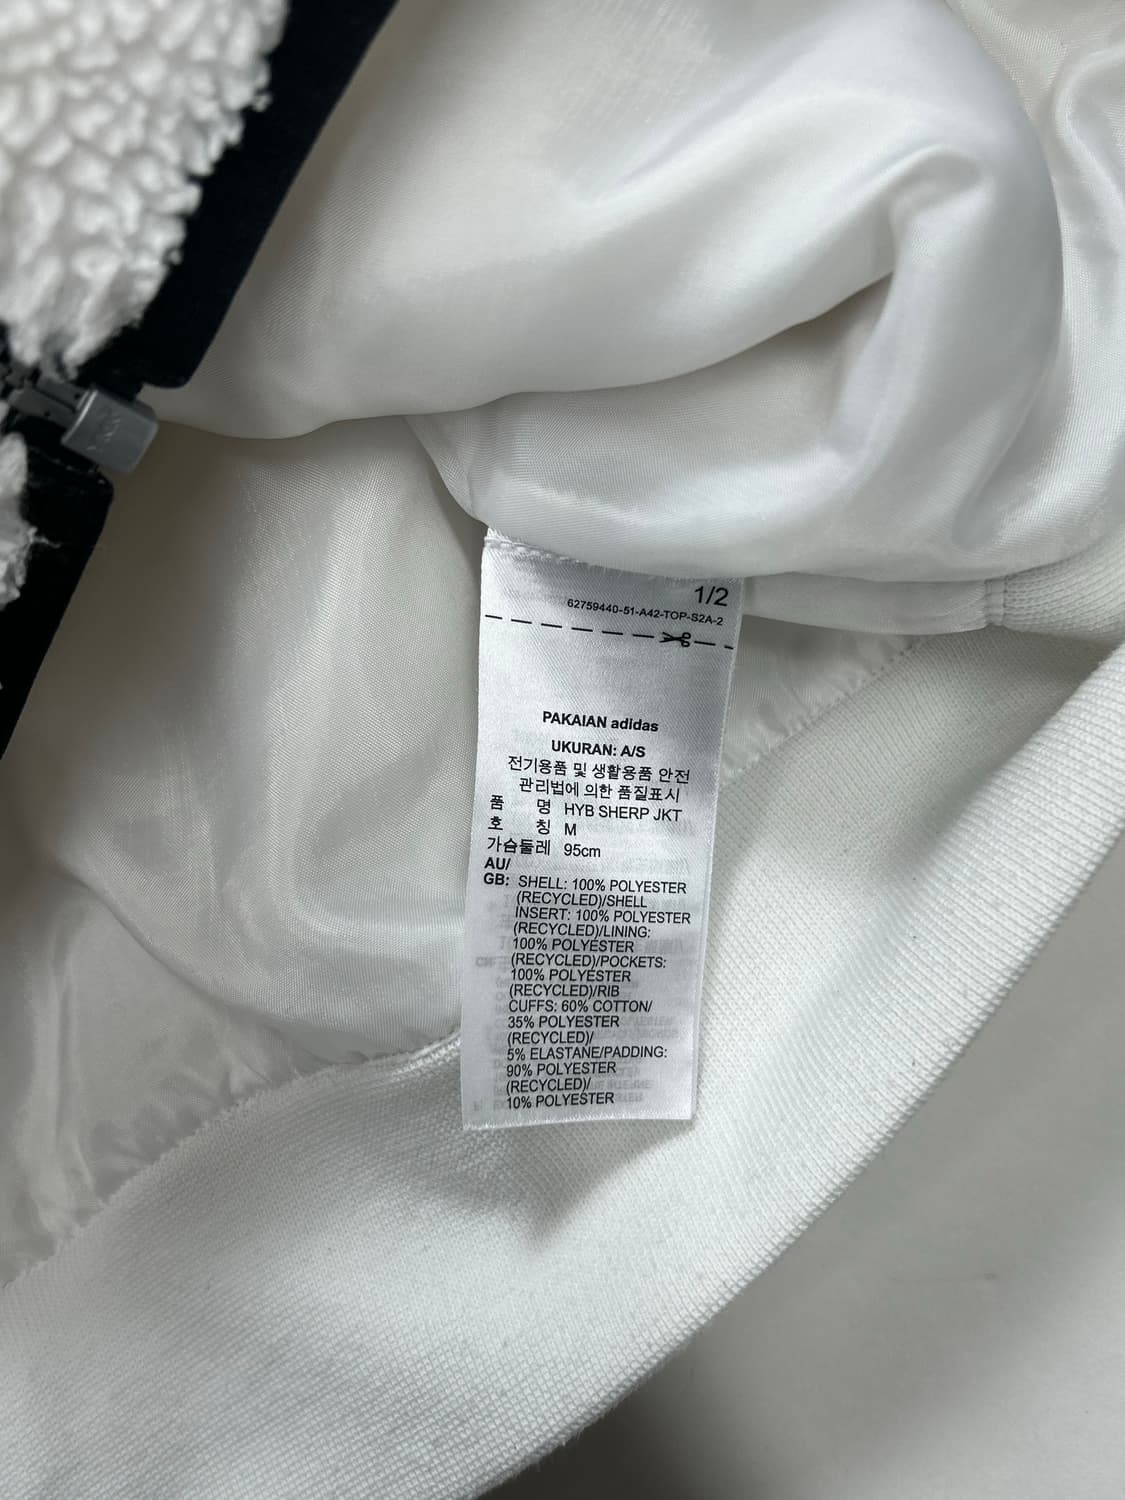 1/2
62759440-51-A42-TOP-S2A-2
PAKAIAN adidas
UKURAN: A/S
전기용품 및 생활용품 안전
관리법에 의한 품질표시
품 명 HYB SHERP JKT
호 칭 M
가슴둘레 95cm
AU/
GB: SHELL: 100% POLYESTER
(RECYCLED)/SHELL
INSERT: 100% POLYESTER
(RECYCLED)/LINING:
100% POLYESTER
(RECYCLED)/POCKETS:
100% POLYESTER
(RECYCLED)/RIB
CUFFS: 60% COTTON/
35% POLYESTER
(RECYCLED)/
5% ELASTANE/PADDING:
90% POLYESTER
(RECYCLED)/
10% POLYESTER